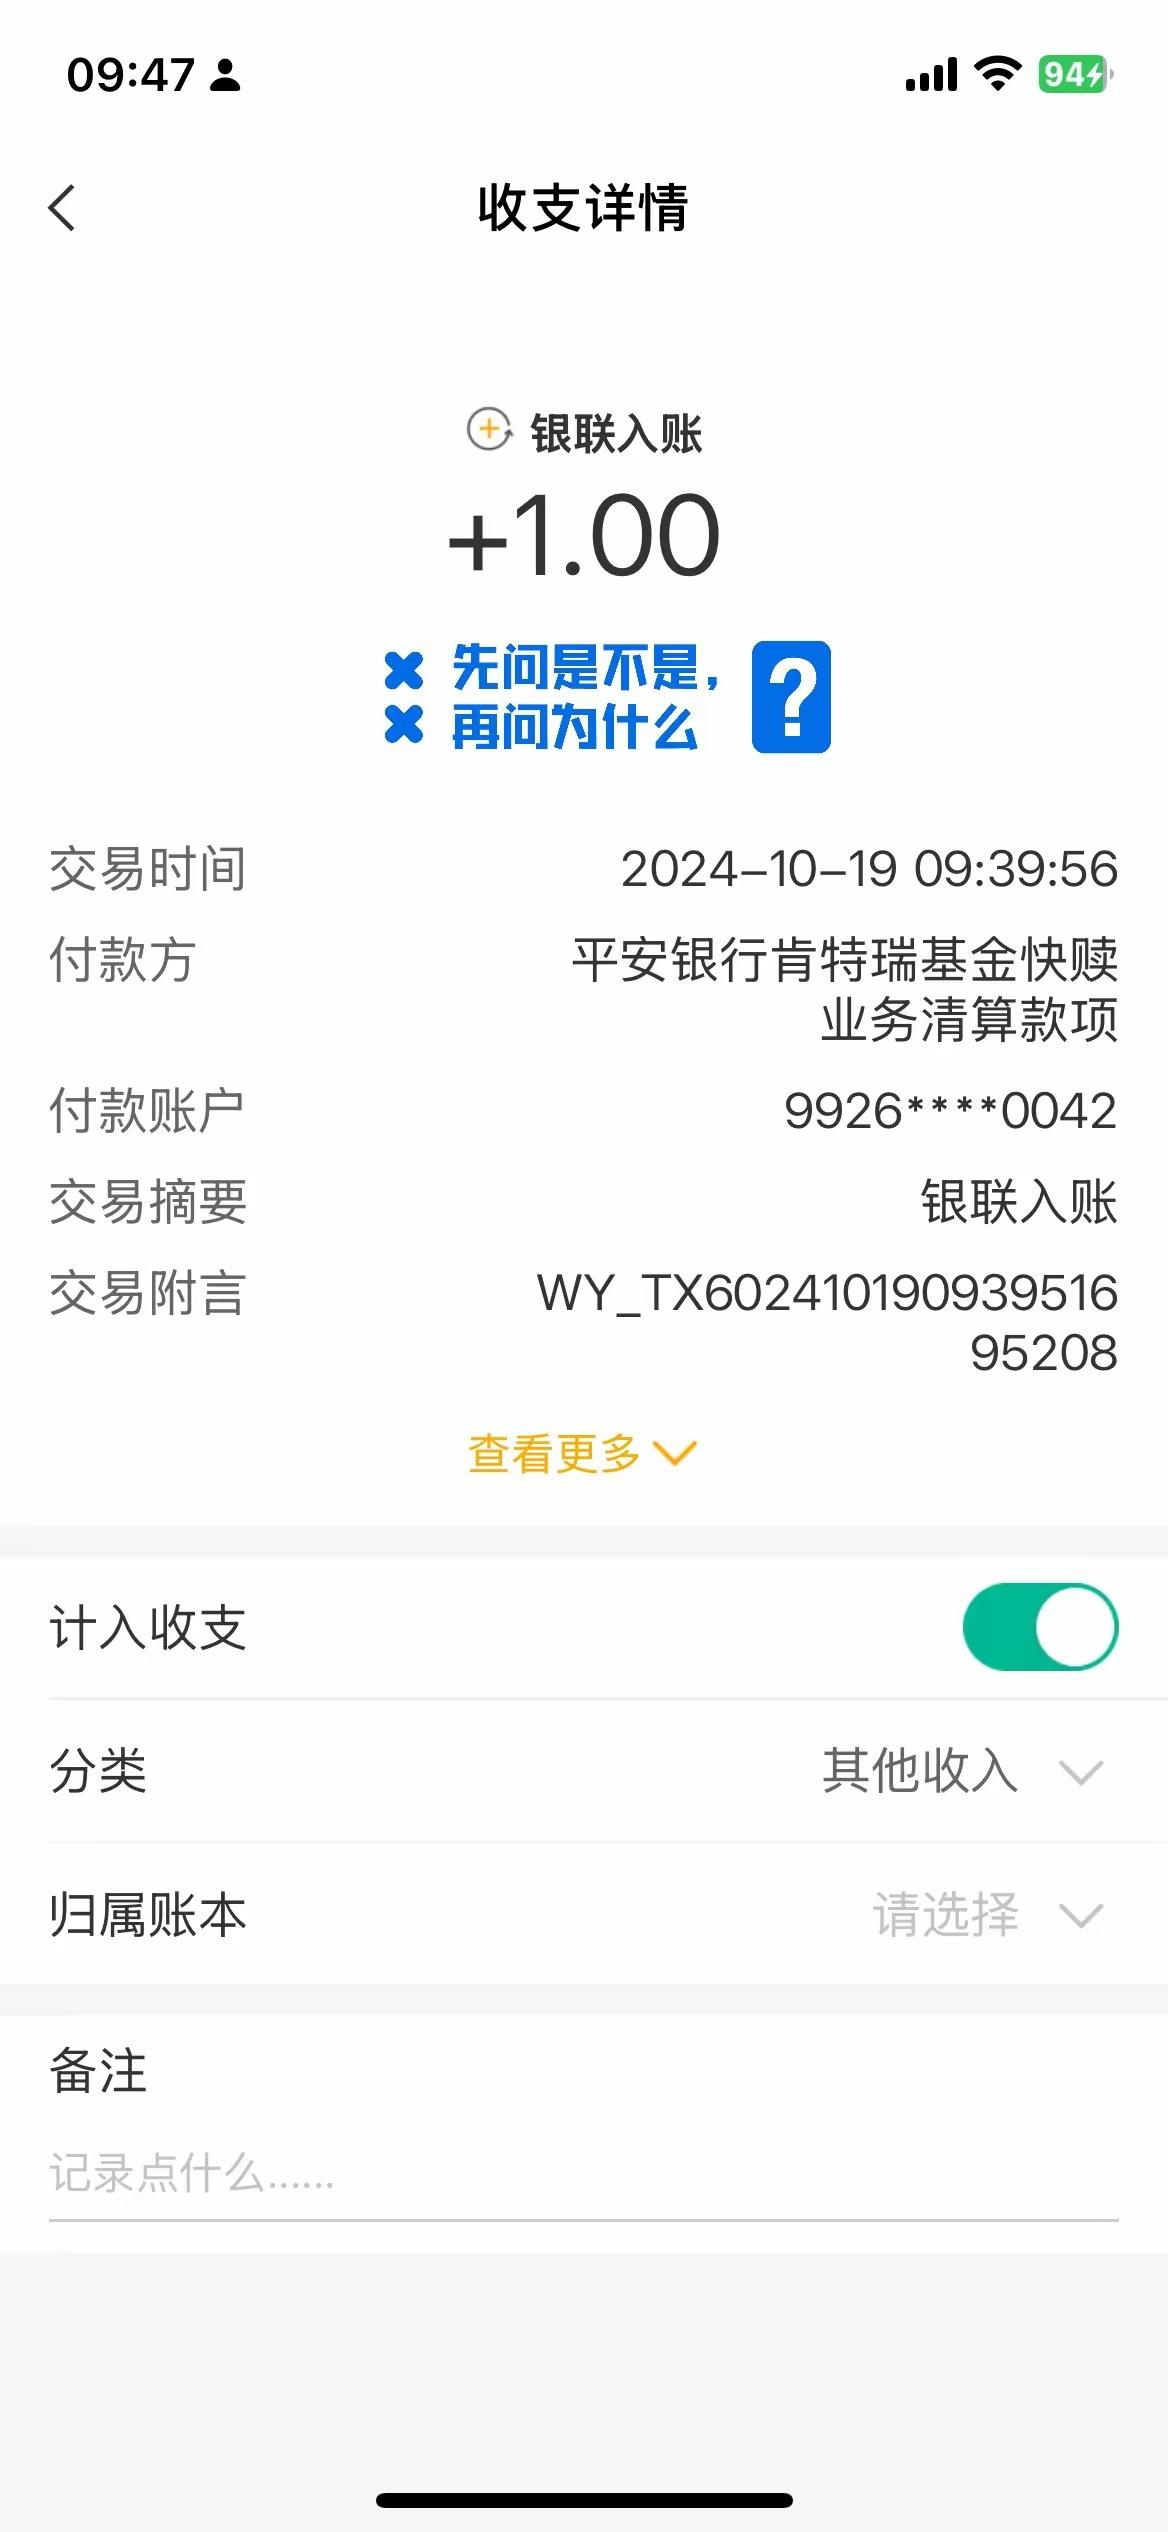 09:47
94
收支详情
银联入账
+1.00
先问是不是，
再问为什么
?
交易时间 2024-10-19 09:39:56
付款方 平安银行肯特瑞基金快赎
业务清算款项
付款账户 9926****0042
交易摘要 银联入账
交易附言 WY_TX602410190939516
95208
查看更多
计入收支
分类 其他收入
归属账本 请选择
备注
记录点什么......